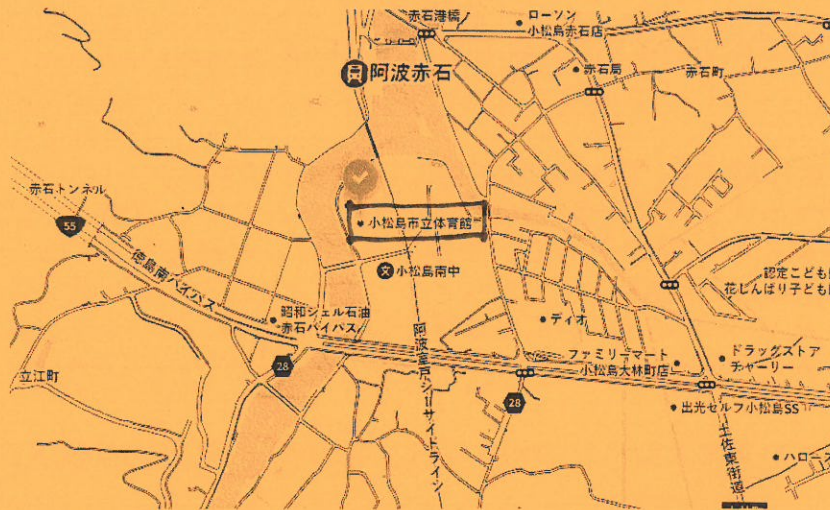 赤石港橋
ローソン
小松島赤石店
阿波赤石
赤石局
赤石町
赤石トンネル
55
小松島市立体育館
徳島南バイパス
文
小松島南中
認定こども
花しんばり子ども
昭和シェル石油
赤石バイパス
ディオ
阿波室戸シーサイドライン
28
立江町
ファミリーマート
小松島大林町店
ドラッグストア
チャーリー
28
出光セルフ小松島SS
土佐東街道
ハローズ